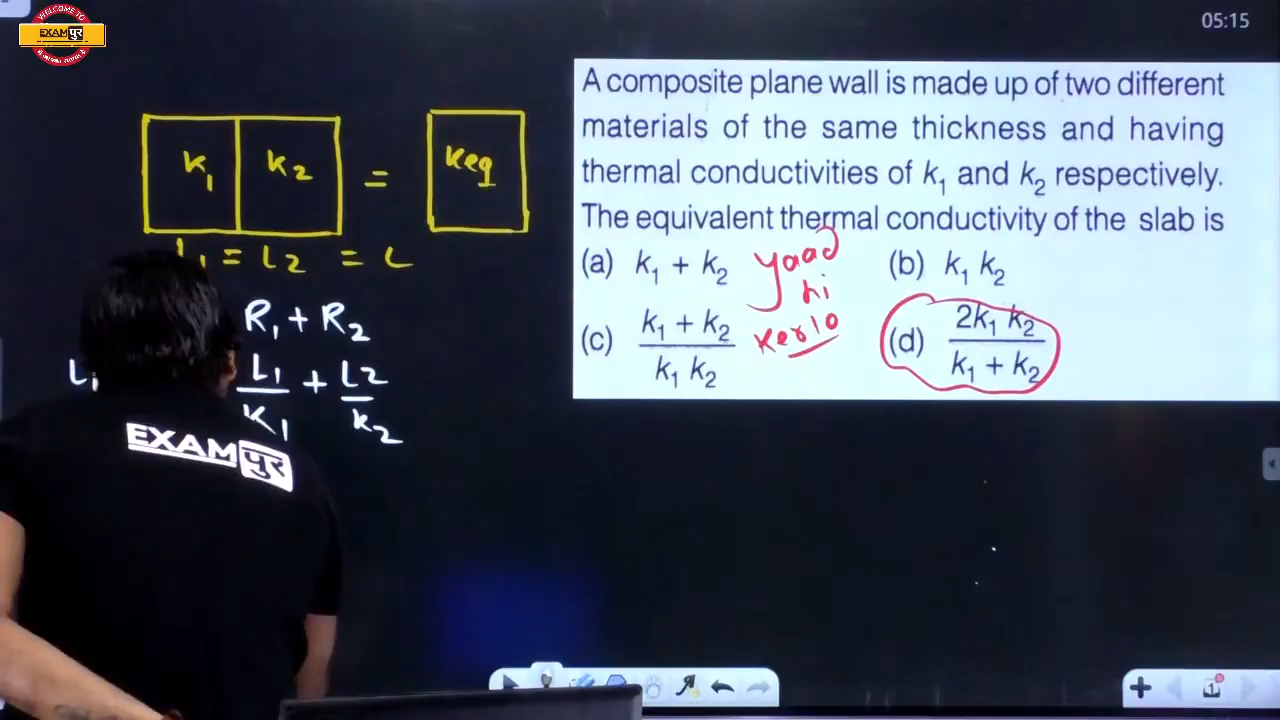 WELCOME TO
EXAMपुर
05:15
K1 K2 = Keq
L1 = L2 = L
R1 + R2
L1/K1 + L2/K2
L1
EXAMपुर
A composite plane wall is made up of two different
materials of the same thickness and having
thermal conductivities of k1 and k2 respectively.
The equivalent thermal conductivity of the slab is
(a) k1 + k2 (b) k1 k2
(c) k1 + k2 / k1 k2 (d) 2k1 k2 / k1 + k2
yaad
hi
kerlo
1